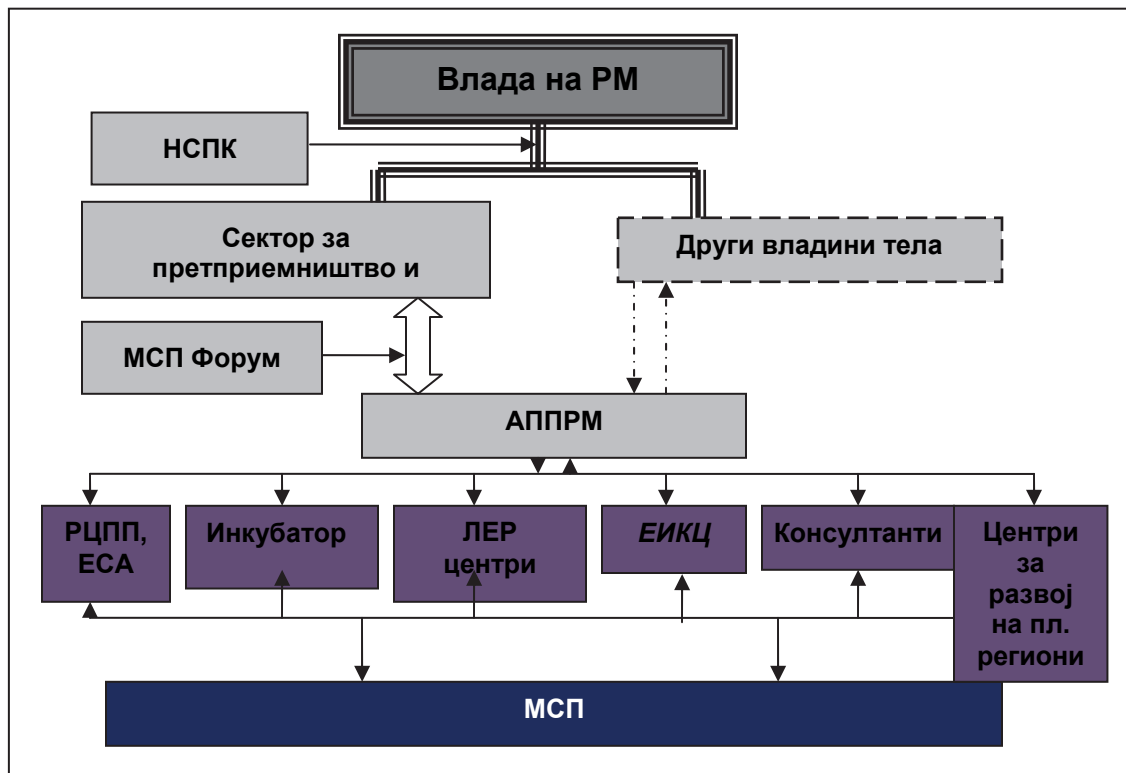 Влада на РМ
НСПК
Сектор за
претприемништво и
Други владини тела
МСП Форум
АППРМ
РЦПП,
ЕСА
Инкубатор
ЛЕР
центри
ЕИКЦ
Консултанти
Центри
за
развој
на пл.
региони
МСП